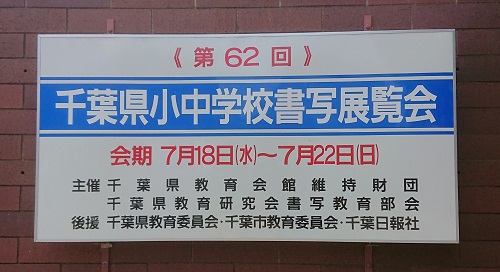 《第62回》
千葉県小中学校書写展覧会
会期 7月18日(水)～7月22日(日)
主催 千葉県教育会館維持財団
千葉県教育研究会書写教育部会
後援 千葉県教育委員会・千葉市教育委員会・千葉日報社